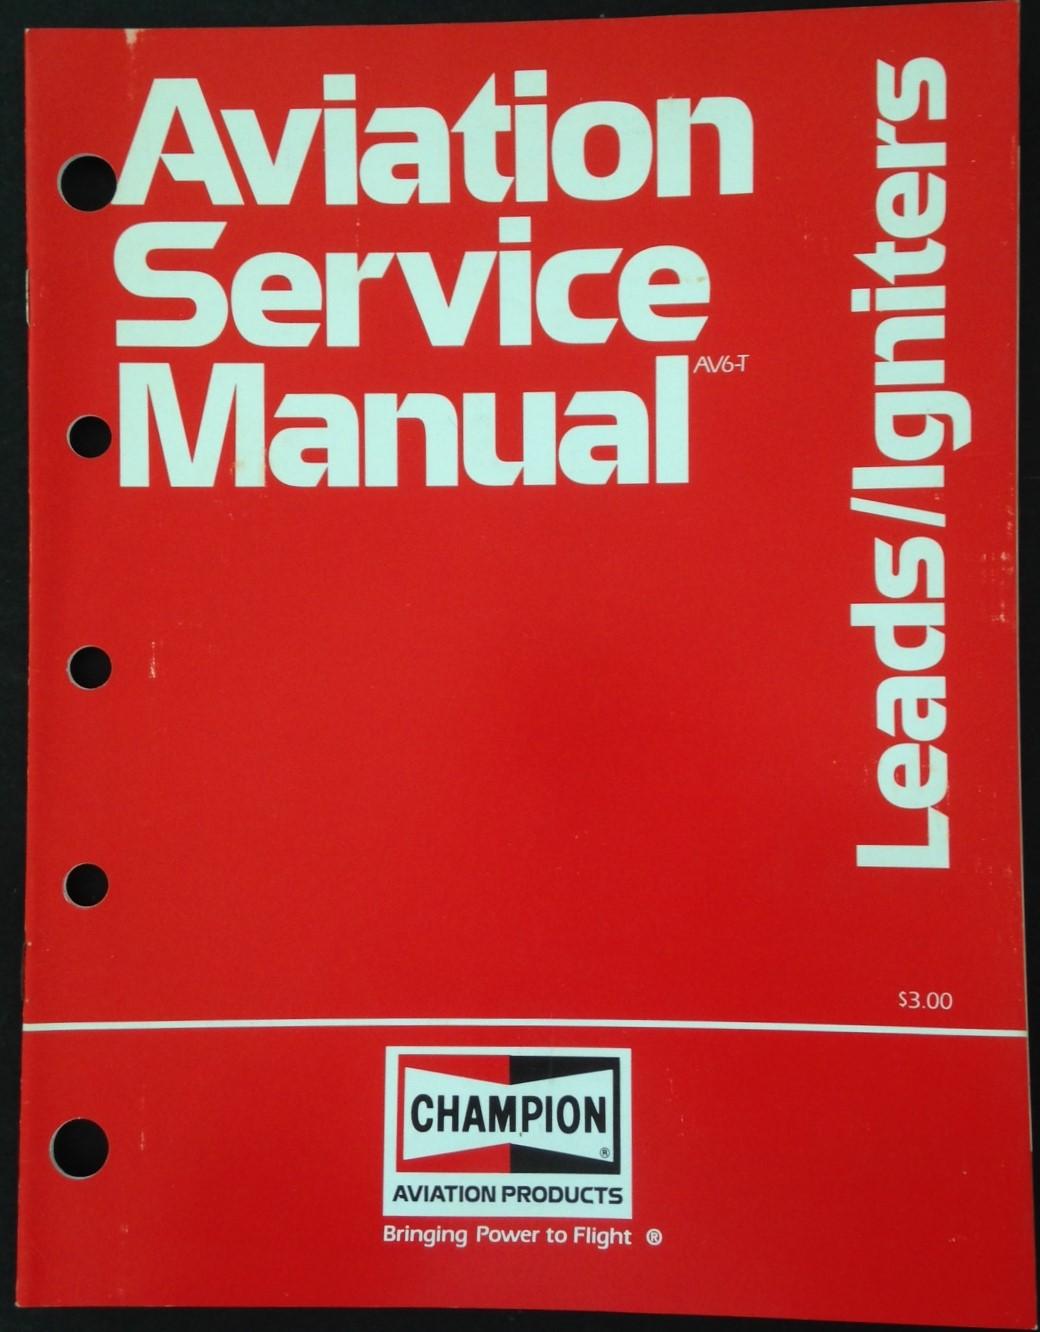 Aviation
Service
Manual
AV6-T
Leads/Igniters
$3.00
CHAMPION
®
AVIATION PRODUCTS
Bringing Power to Flight ®